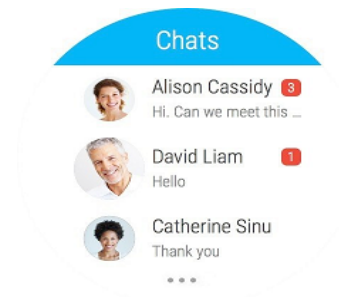 Chats
Alison Cassidy 3
Hi. Can we meet this ...
David Liam 1
Hello
Catherine Sinu
Thank you